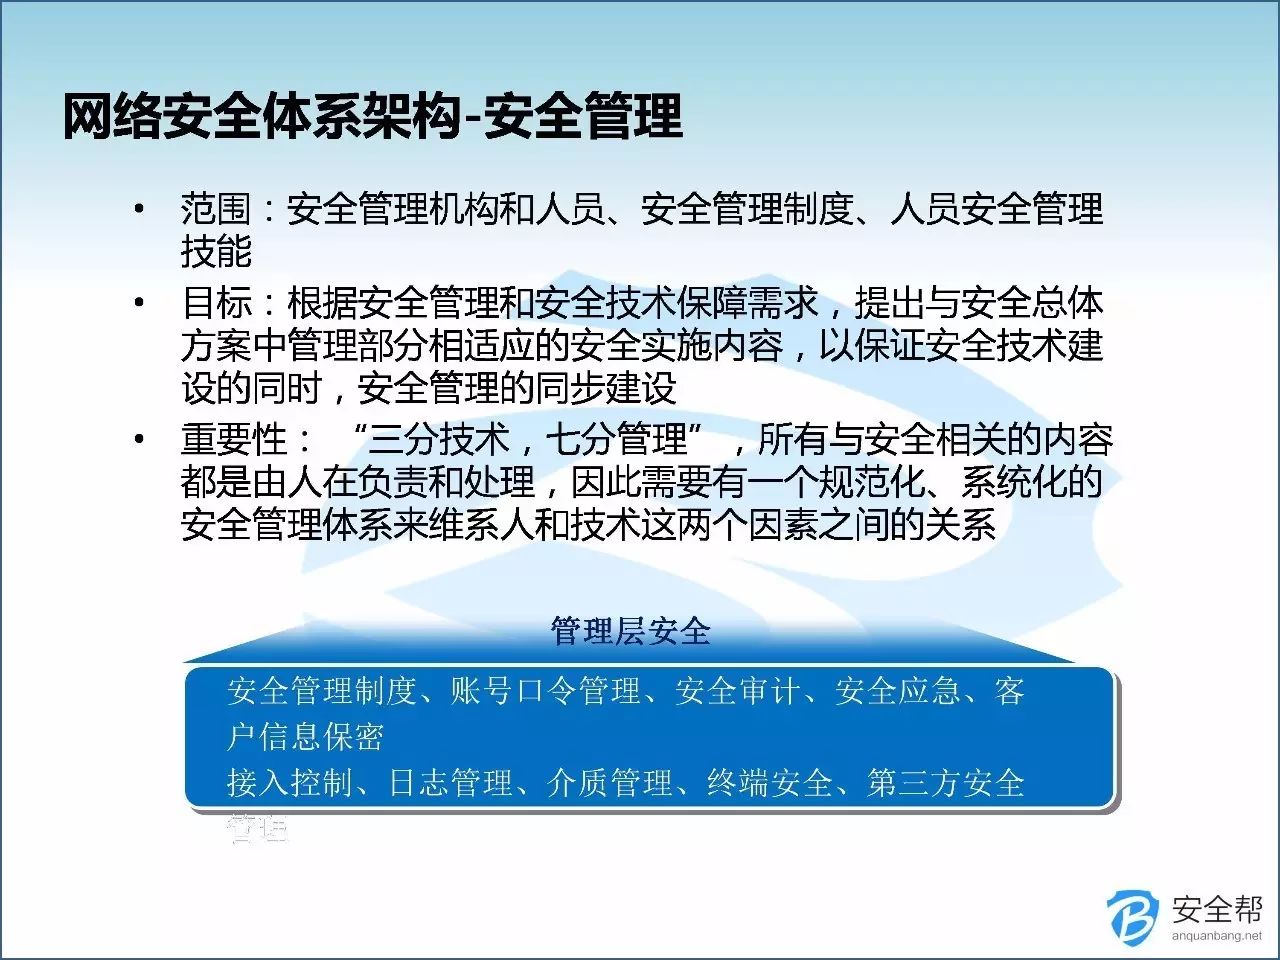 网络安全体系架构-安全管理
• 范围：安全管理机构和人员、安全管理制度、人员安全管理
技能
• 目标：根据安全管理和安全技术保障需求，提出与安全总体
方案中管理部分相适应的安全实施内容，以保证安全技术建
设的同时，安全管理的同步建设
• 重要性： “三分技术，七分管理”，所有与安全相关的内容
都是由人在负责和处理，因此需要有一个规范化、系统化的
安全管理体系来维系人和技术这两个因素之间的关系
管理层安全
安全管理制度、账号口令管理、安全审计、安全应急、客
户信息保密
接入控制、日志管理、介质管理、终端安全、第三方安全
管理
安全帮
anquanbang.net